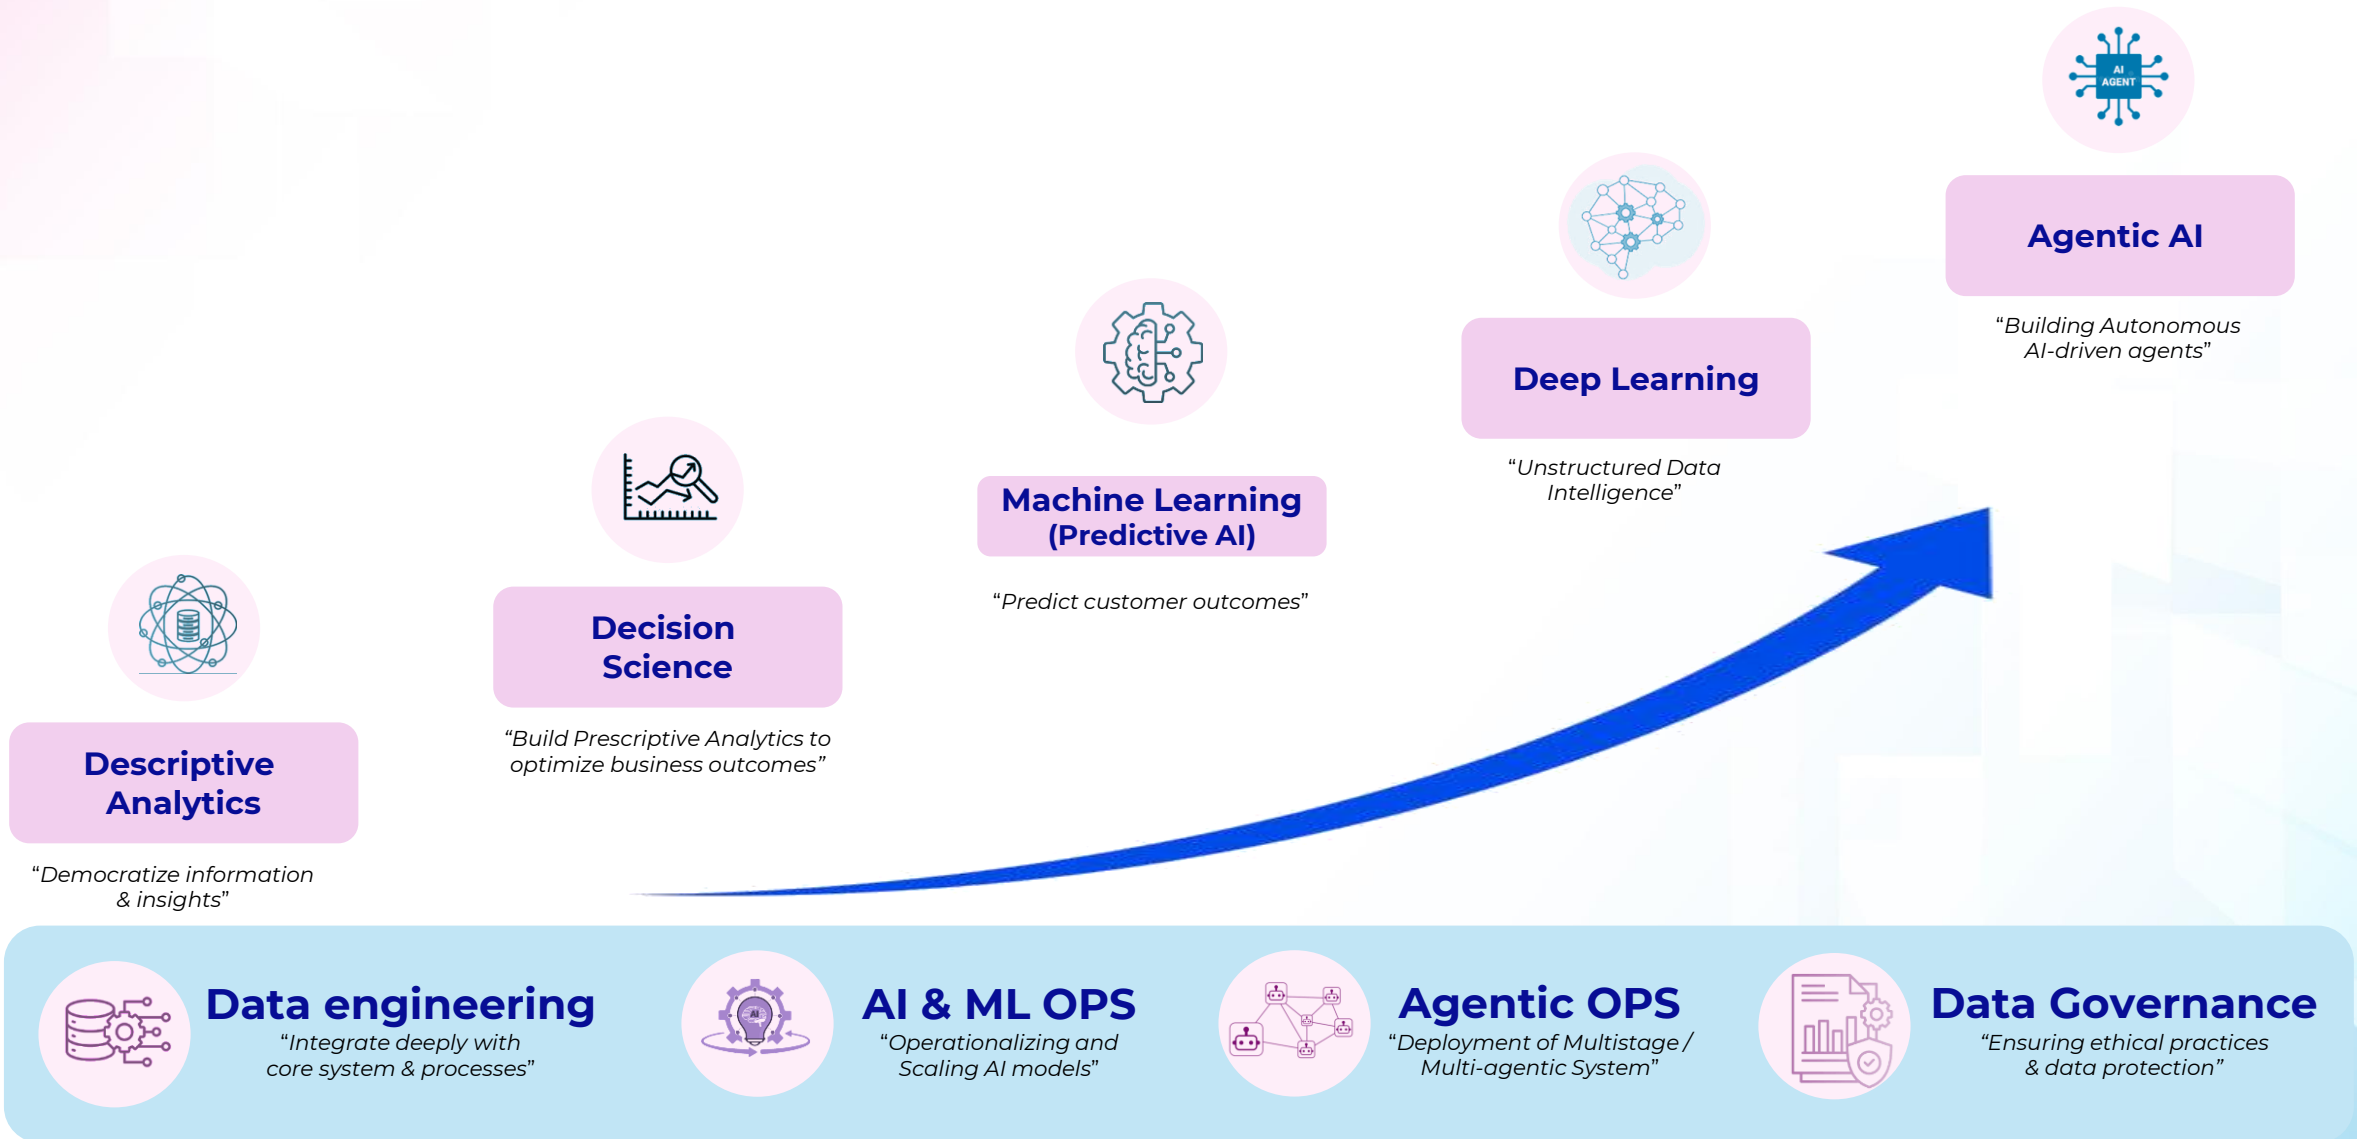 AI
AGENT
Agentic AI
“Building Autonomous
AI-driven agents”
Deep Learning
“Unstructured Data
Intelligence”
Machine Learning
(Predictive AI)
“Predict customer outcomes”
Decision
Science
“Build Prescriptive Analytics to
optimize business outcomes”
Descriptive
Analytics
“Democratize information
& insights”
Data engineering
“Integrate deeply with
core system & processes”
AI
AI & ML OPS
“Operationalizing and
Scaling AI models”
Agentic OPS
“Deployment of Multistage /
Multi-agentic System”
Data Governance
“Ensuring ethical practices
& data protection”